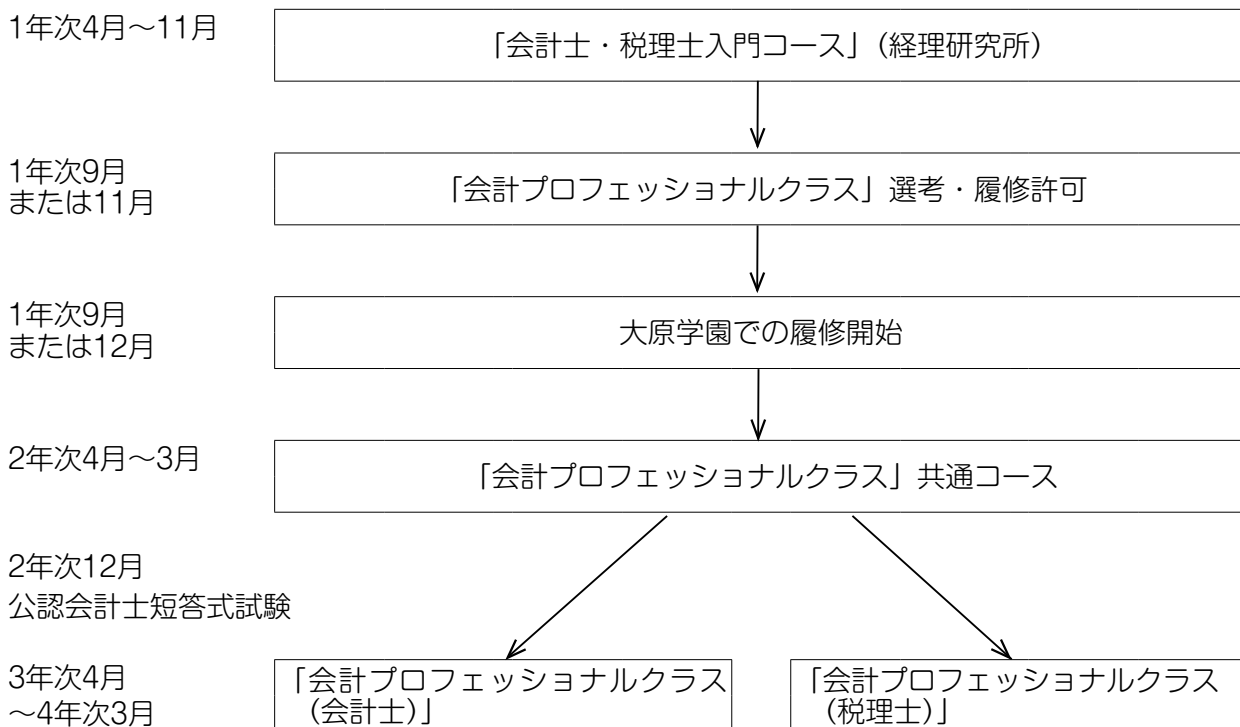 1年次4月～11月
「会計士・税理士入門コース」（経理研究所）
1年次9月
または11月
「会計プロフェッショナルクラス」選考・履修許可
1年次9月
または12月
大原学園での履修開始
2年次4月～3月
「会計プロフェッショナルクラス」共通コース
2年次12月
公認会計士短答式試験
3年次4月
～4年次3月
「会計プロフェッショナルクラス
（会計士）」
「会計プロフェッショナルクラス
（税理士）」